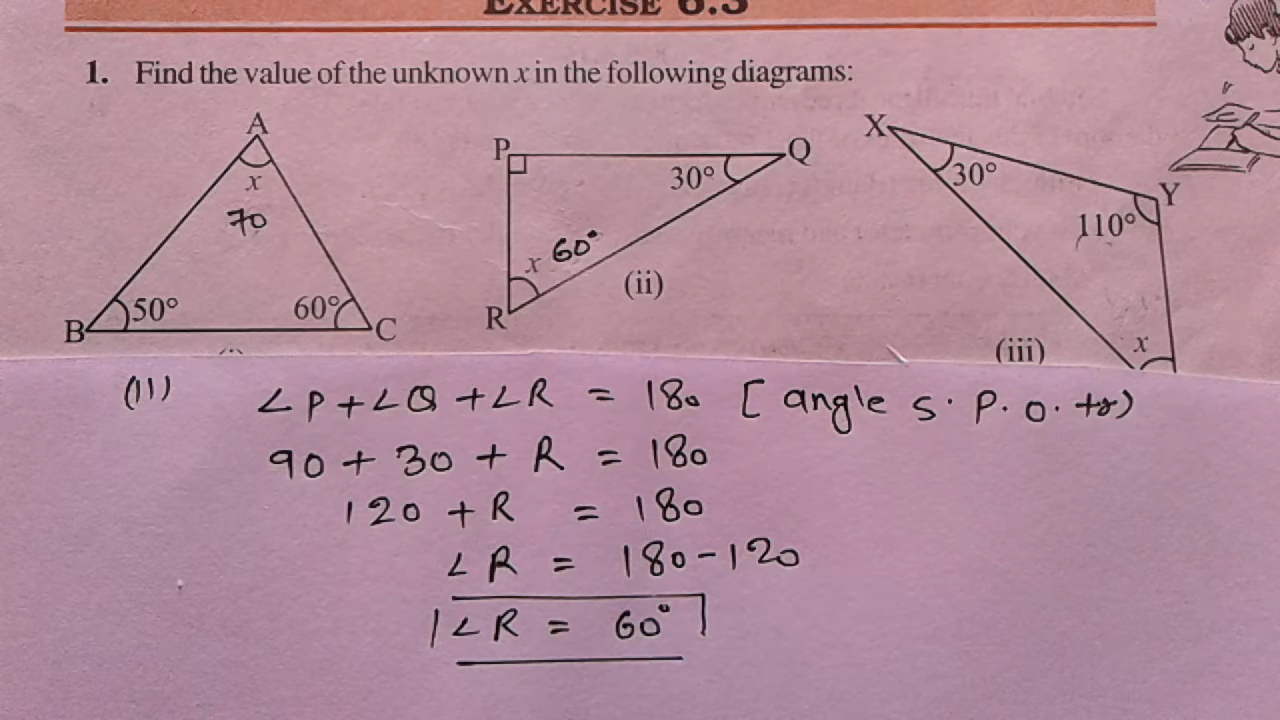 EXERCISE 6.3
1. Find the value of the unknown x in the following diagrams:
A
x
70
B 50° 60° C
P Q
30°
x 60°
R
(ii)
X
30°
Y
110°
x
(iii)
(II) ∠P + ∠Q + ∠R = 180 [angle s. p. o.
90 + 30 + R = 180
120 + R = 180
∠R = 180 - 120
∠R = 60°